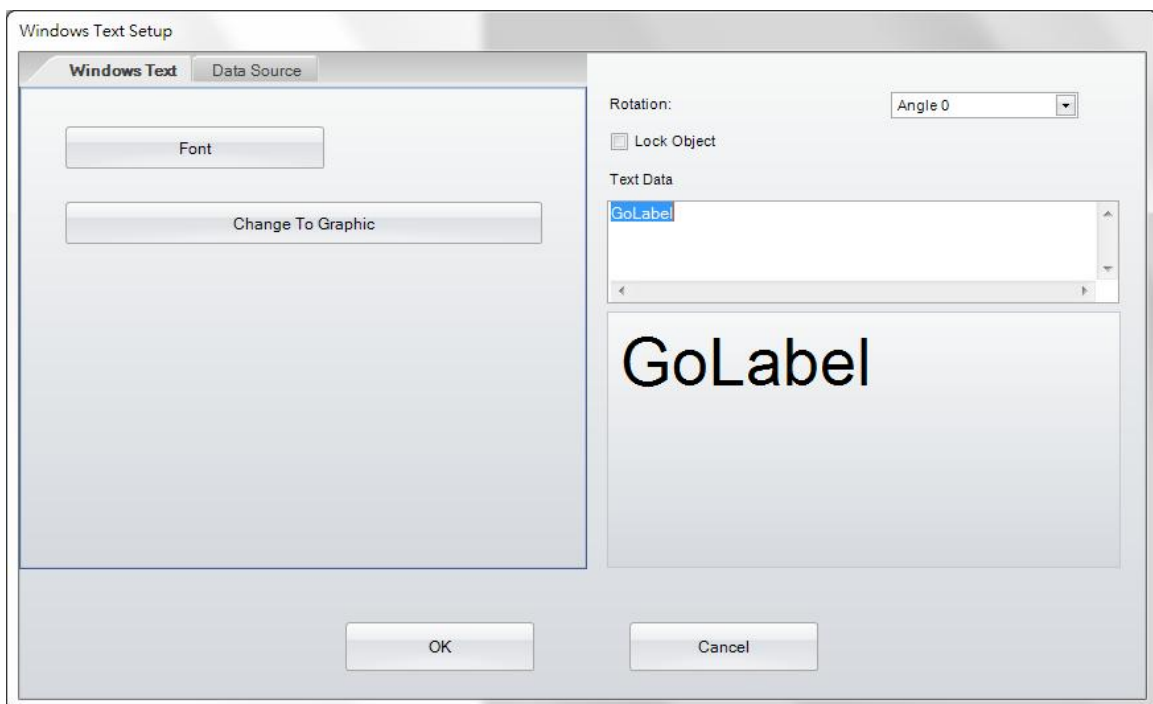 Windows Text Setup
Windows Text
Data Source
Font
Change To Graphic
Rotation:
Angle 0
Lock Object
Text Data
GoLabel
GoLabel
OK
Cancel